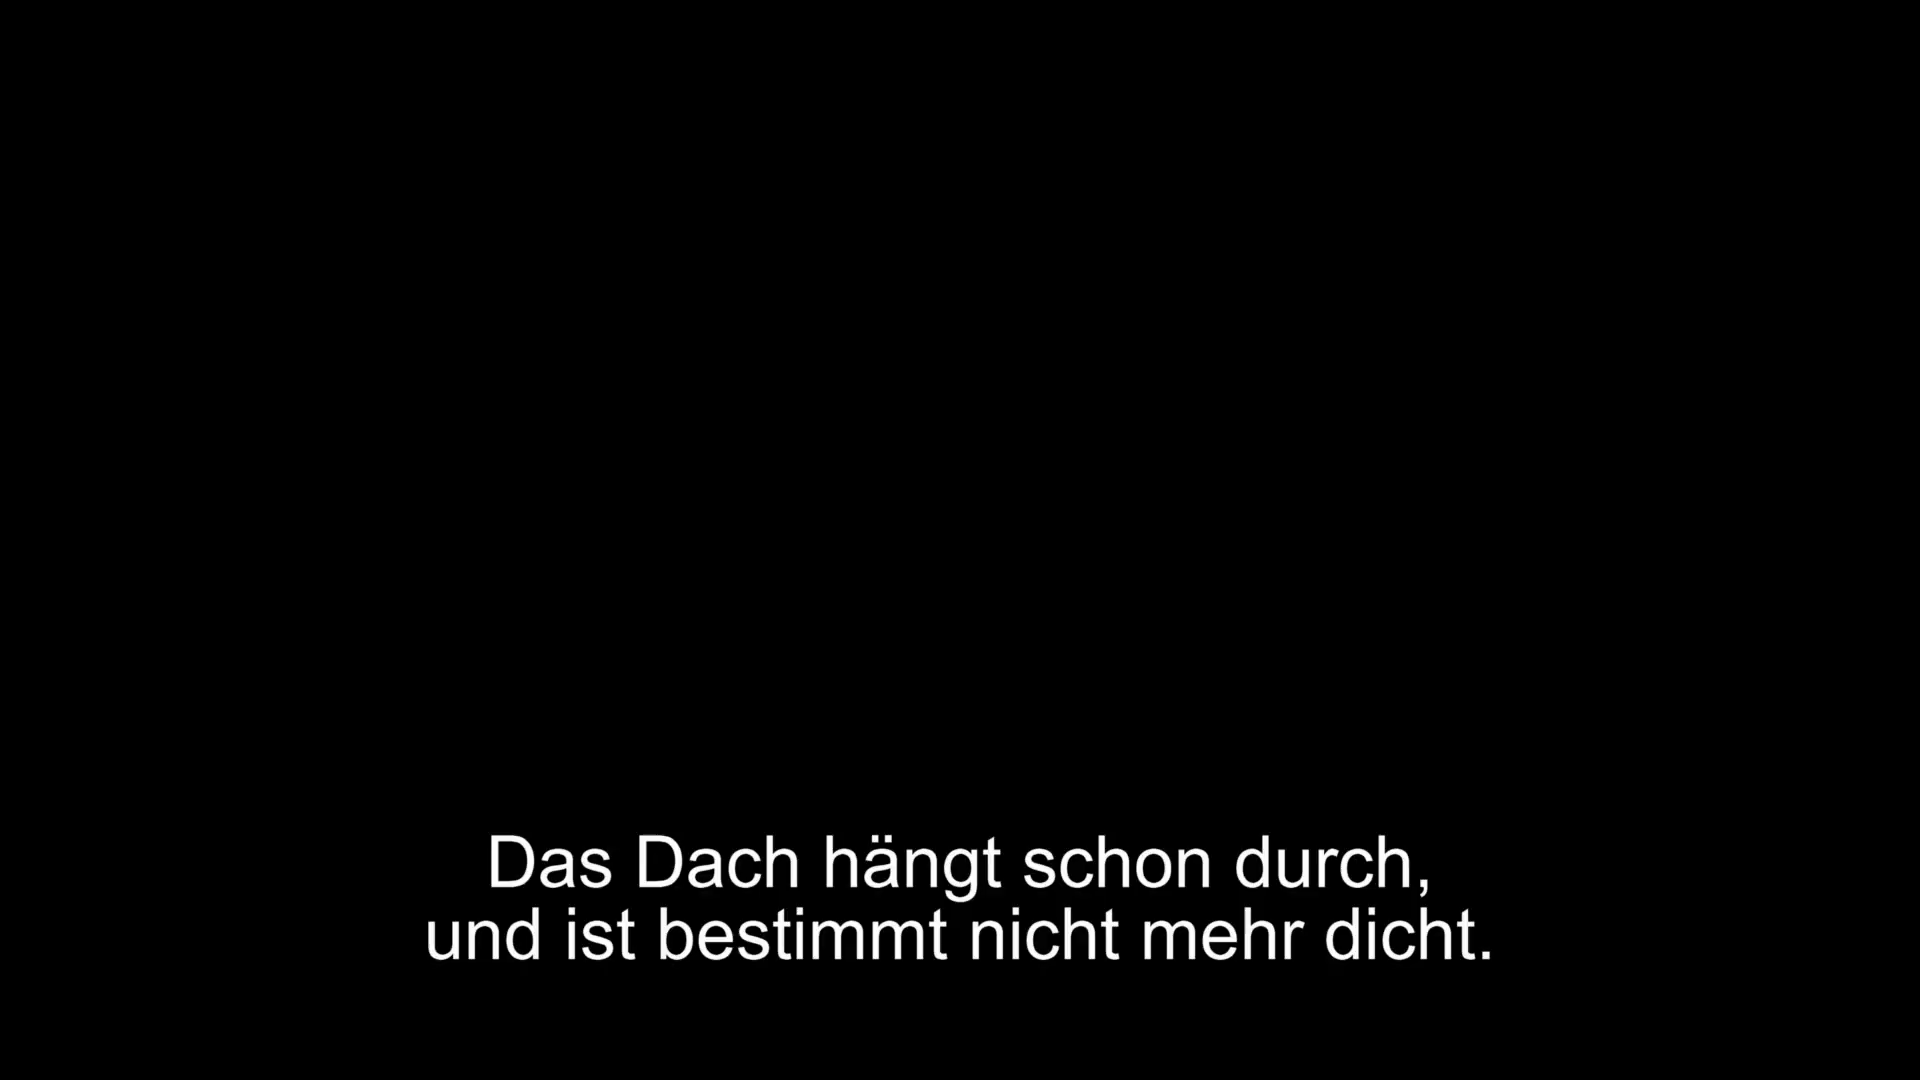 Das Dach hängt schon durch,
und ist bestimmt nicht mehr dicht.